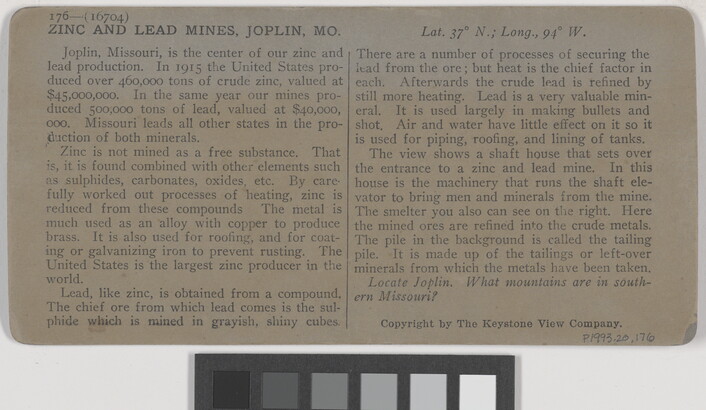 176—(16704)
ZINC AND LEAD MINES, JOPLIN, MO.
Lat. 37° N.; Long., 94° W.
Joplin, Missouri, is the center of our zinc and
lead production. In 1915 the United States pro-
duced over 460,000 tons of crude zinc, valued at
$45,000,000. In the same year our mines pro-
duced 500,000 tons of lead, valued at $40,000,
000. Missouri leads all other states in the pro-
duction of both minerals.
Zinc is not mined as a free substance. That
is, it is found combined with other elements such
as sulphides, carbonates, oxides, etc. By care-
fully worked out processes of heating, zinc is
reduced from these compounds The metal is
much used as an alloy with copper to produce
brass. It is also used for roofing, and for coat-
ing or galvanizing iron to prevent rusting. The
United States is the largest zinc producer in the
world.
Lead, like zinc, is obtained from a compound.
The chief ore from which lead comes is the sul-
phide which is mined in grayish, shiny cubes.
There are a number of processes of securing the
lead from the ore; but heat is the chief factor in
each. Afterwards the crude lead is refined by
still more heating. Lead is a very valuable min-
eral. It is used largely in making bullets and
shot. Air and water have little effect on it so it
is used for piping, roofing, and lining of tanks.
The view shows a shaft house that sets over
the entrance to a zinc and lead mine. In this
house is the machinery that runs the shaft ele-
vator to bring men and minerals from the mine.
The smelter you also can see on the right. Here
the mined ores are refined into the crude metals.
The pile in the background is called the tailing
pile. It is made up of the tailings or left-over
minerals from which the metals have been taken.
Locate Joplin. What mountains are in south-
ern Missouri?
Copyright by The Keystone View Company.
P1993.20.176